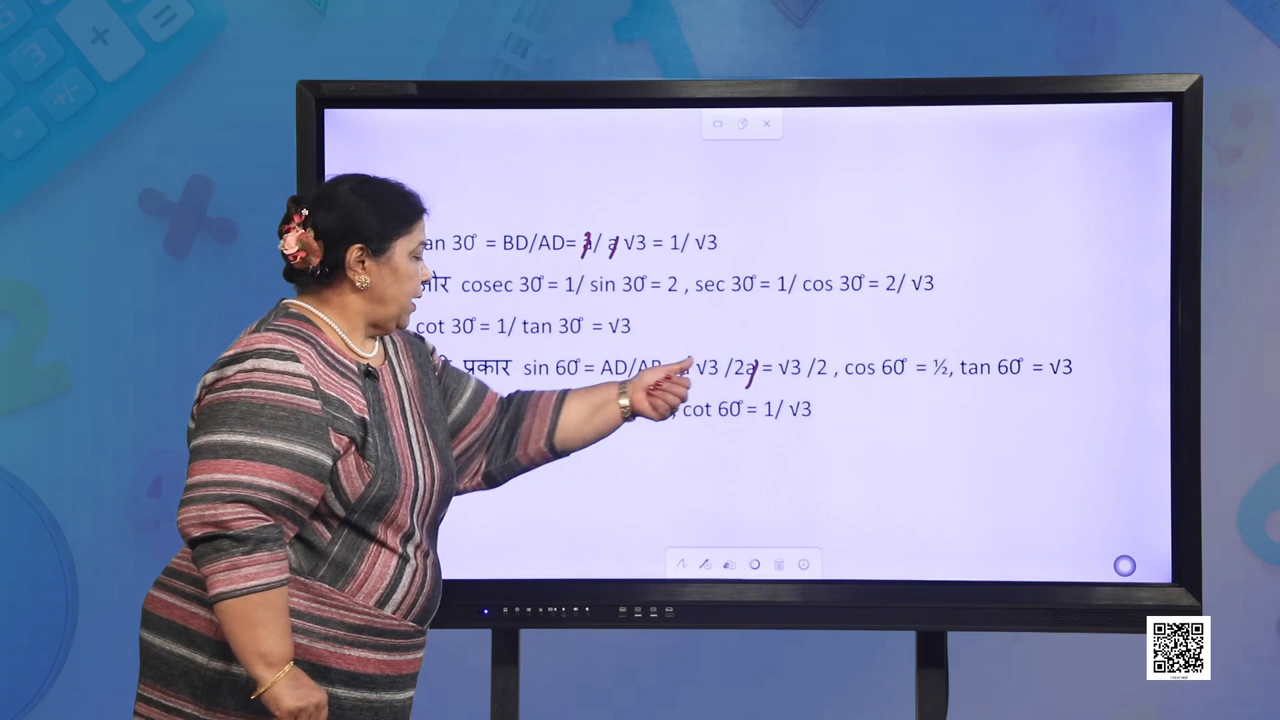 an 30° = BD/AD= a/ a √3 = 1/ √3
और cosec 30° = 1/ sin 30° = 2 , sec 30° = 1/ cos 30° = 2/ √3
cot 30° = 1/ tan 30° = √3
प्रकार sin 60° = AD/AB √3 /2a = √3 /2 , cos 60° = ½, tan 60° = √3
, cot 60° = 1/ √3